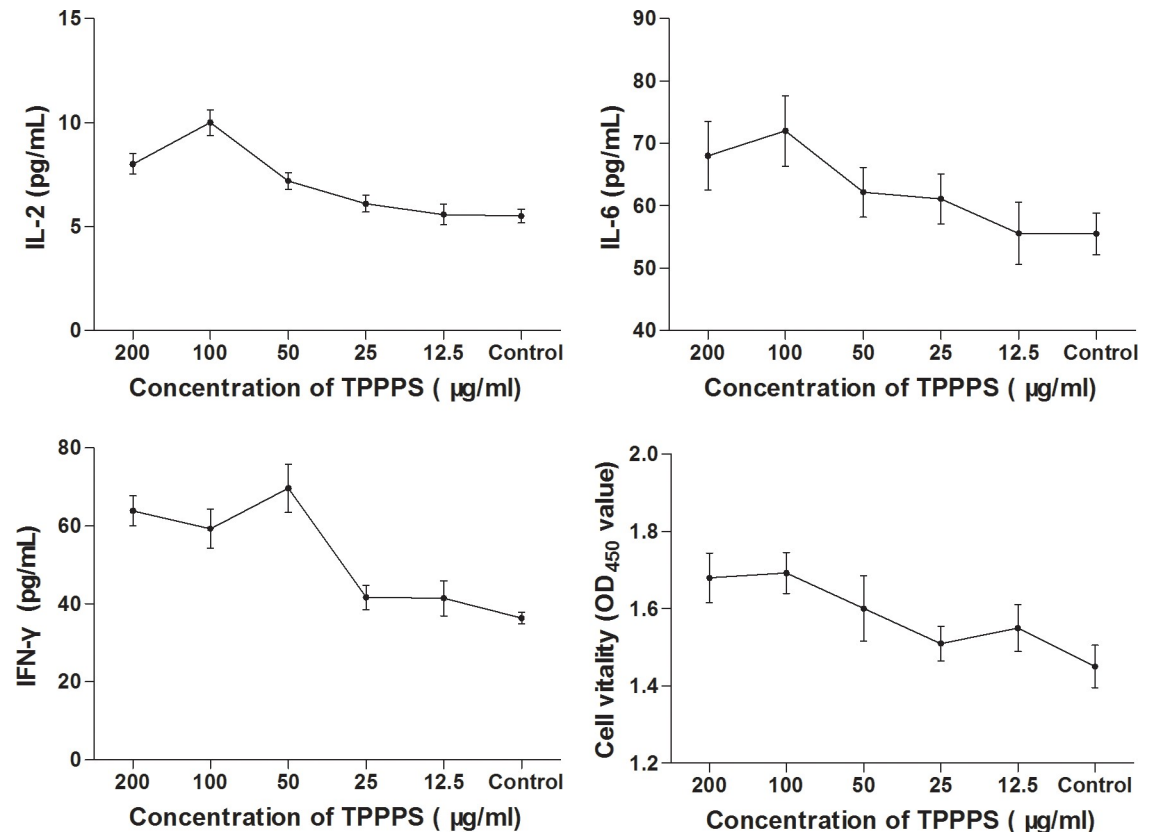 15
10
5
0
IL-2 (pg/mL)
200 100 50 25 12.5 Control
Concentration of TPPPS ( µg/ml)
90
80
70
60
50
40
IL-6 (pg/mL)
200 100 50 25 12.5 Control
Concentration of TPPPS ( µg/ml)
80
60
40
20
0
IFN-γ (pg/mL)
200 100 50 25 12.5 Control
Concentration of TPPPS ( µg/ml)
2.0
1.8
1.6
1.4
1.2
Cell vitality (OD450 value)
200 100 50 25 12.5 Control
Concentration of TPPPS ( µg/ml)